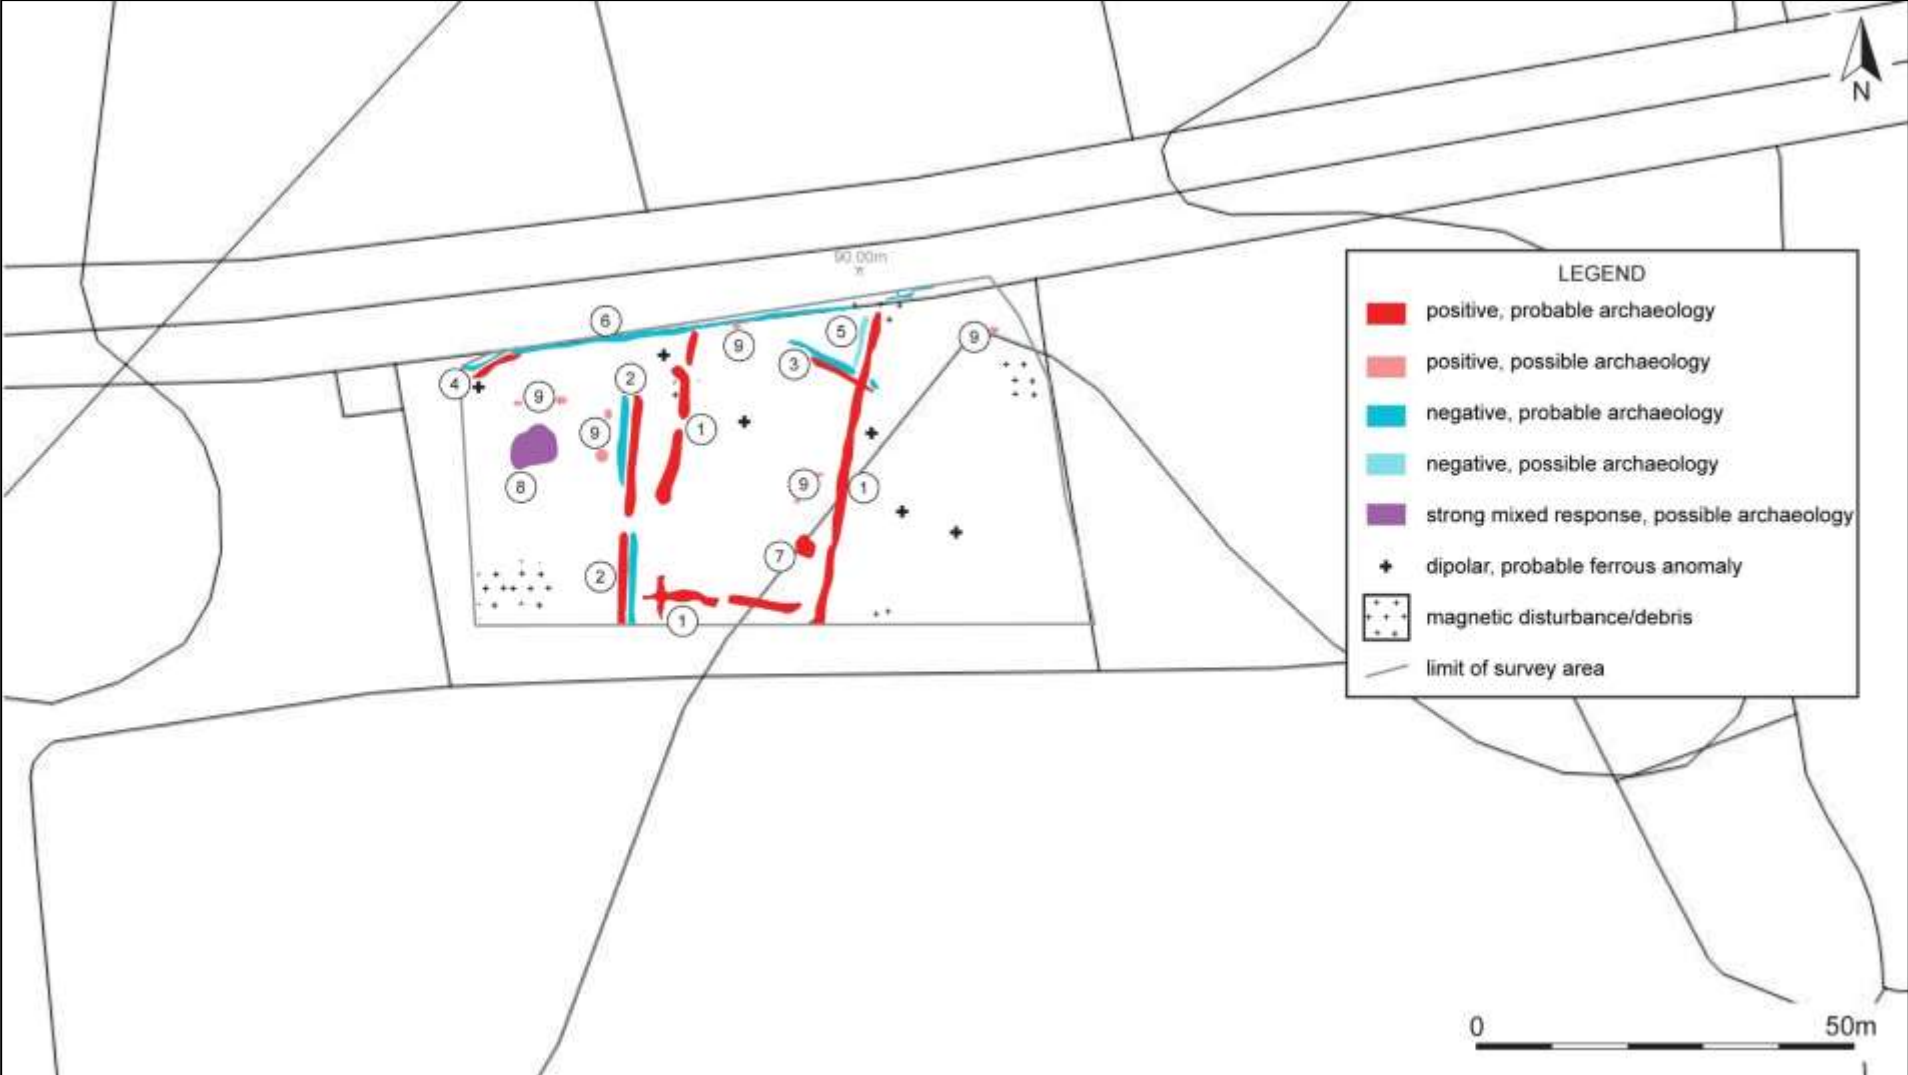 N
90.00m
6
5
9
9
3
4
2
9
9
1
8
9
1
7
2
1
LEGEND
positive, probable archaeology
positive, possible archaeology
negative, probable archaeology
negative, possible archaeology
strong mixed response, possible archaeology
dipolar, probable ferrous anomaly
magnetic disturbance/debris
limit of survey area
0 50m